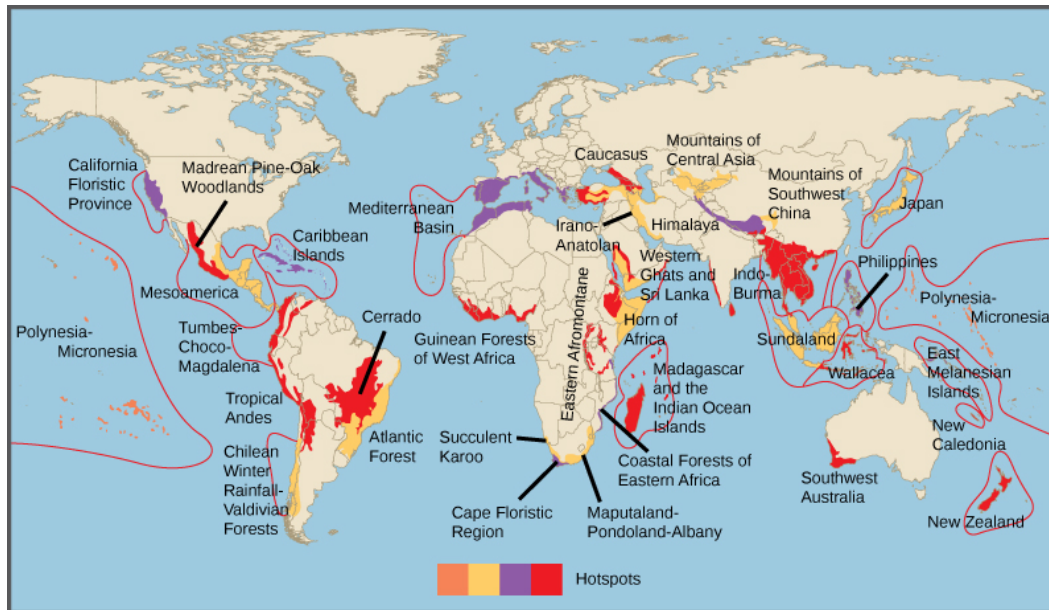 California
Floristic
Province
Madrean Pine-Oak
Woodlands
Caribbean
Islands
Mesoamerica
Polynesia-
Micronesia
Tumbes-
Choco-
Magdalena
Cerrado
Tropical
Andes
Atlantic
Forest
Chilean
Winter
Rainfall-
Valdivian
Forests
Mediterranean
Basin
Caucasus
Irano-
Anatolian
Mountains of
Central Asia
Mountains of
Southwest
China
Himalaya
Japan
Western
Ghats and
Sri Lanka
Indo-
Burma
Philippines
Polynesia-
Micronesia
Guinean Forests
of West Africa
Eastern Afromontane
Horn of
Africa
Sundaland
Wallacea
East
Melanesian
Islands
Madagascar
and the
Indian Ocean
Islands
New
Caledonia
Succulent
Karoo
Coastal Forests of
Eastern Africa
Southwest
Australia
Cape Floristic
Region
Maputaland-
Pondoland-Albany
New Zealand
Hotspots